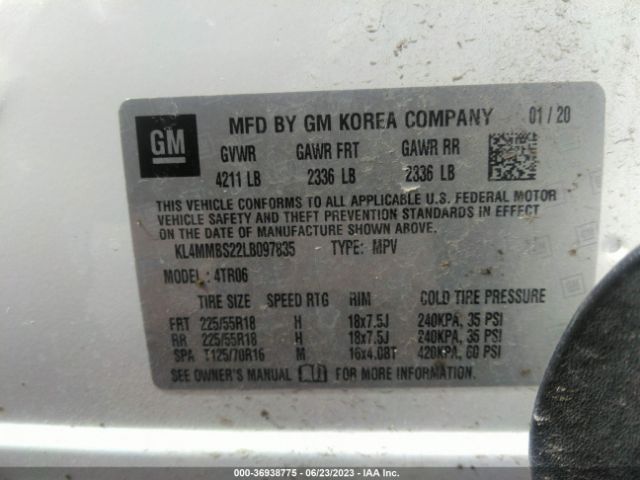 GM
MFD BY GM KOREA COMPANY 01/20
GVWR GAWR FRT GAWR RR
4211 LB 2336 LB 2336 LB
THIS VEHICLE CONFORMS TO ALL APPLICABLE U.S. FEDERAL MOTOR
VEHICLE SAFETY AND THEFT PREVENTION STANDARDS IN EFFECT
ON THE DATE OF MANUFACTURE SHOWN ABOVE.
KL4MMBS22LB097835 TYPE: MPV
MODEL: 4TR06
TIRE SIZE SPEED RTG RIM COLD TIRE PRESSURE
FRT 225/55R18 H 18x7.5J 240KPA, 35 PSI
RR 225/55R18 H 18x7.5J 240KPA, 35 PSI
SPA T125/70R16 M 16x4.0BT 420KPA, 60 PSI
SEE OWNER'S MANUAL FOR MORE INFORMATION
000-36938775 - 06/23/2023 - IAAI.com